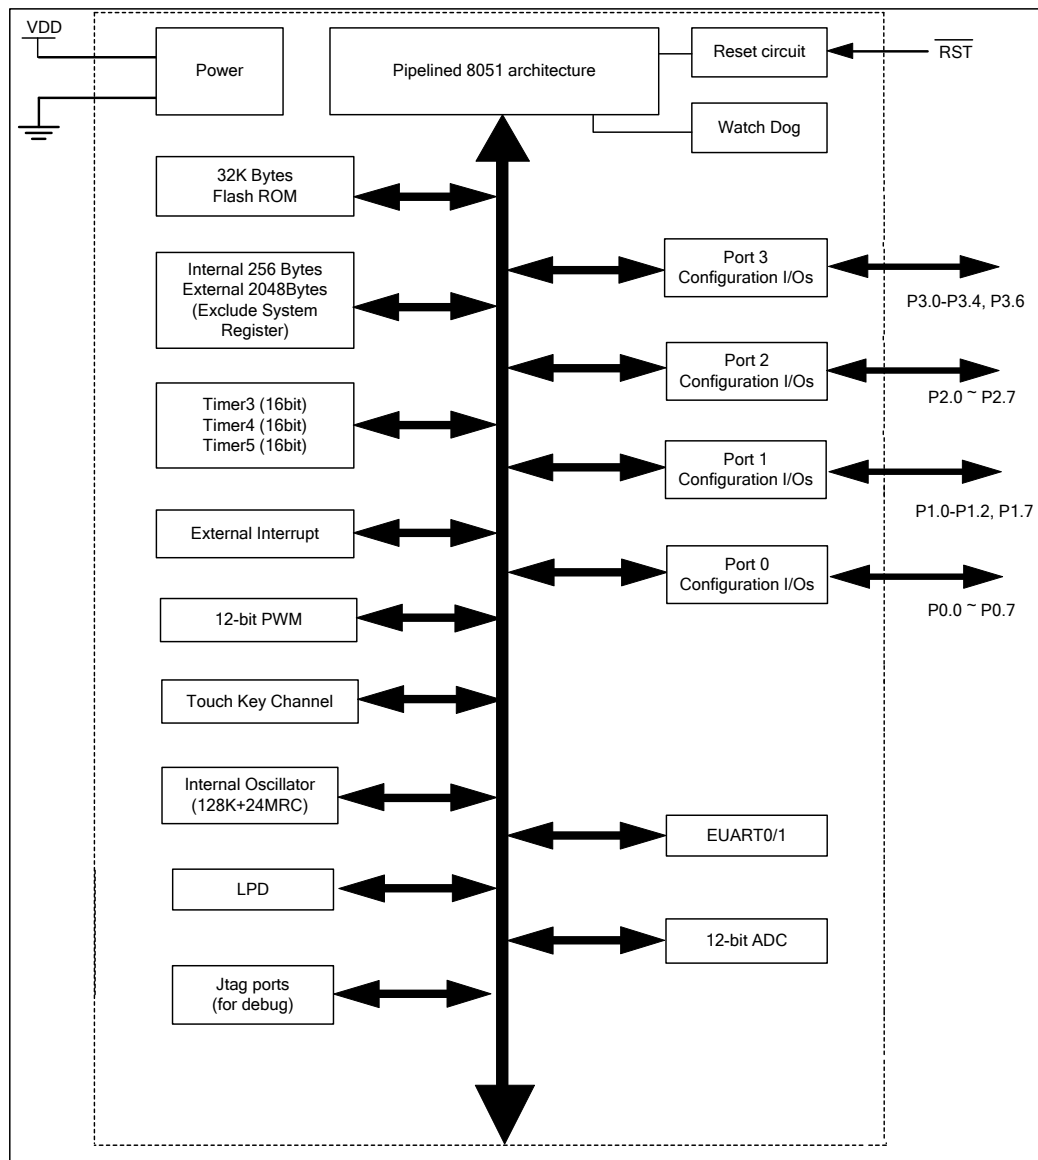 VDD
Power
Pipelined 8051 architecture
Reset circuit
RST
Watch Dog
32K Bytes
Flash ROM
Internal 256 Bytes
External 2048Bytes
(Exclude System
Register)
Port 3
Configuration I/Os
P3.0-P3.4, P3.6
Port 2
Configuration I/Os
P2.0 ~ P2.7
Timer3 (16bit)
Timer4 (16bit)
Timer5 (16bit)
Port 1
Configuration I/Os
P1.0-P1.2, P1.7
External Interrupt
Port 0
Configuration I/Os
P0.0 ~ P0.7
12-bit PWM
Touch Key Channel
Internal Oscillator
(128K+24MRC)
EUART0/1
LPD
12-bit ADC
Jtag ports
(for debug)